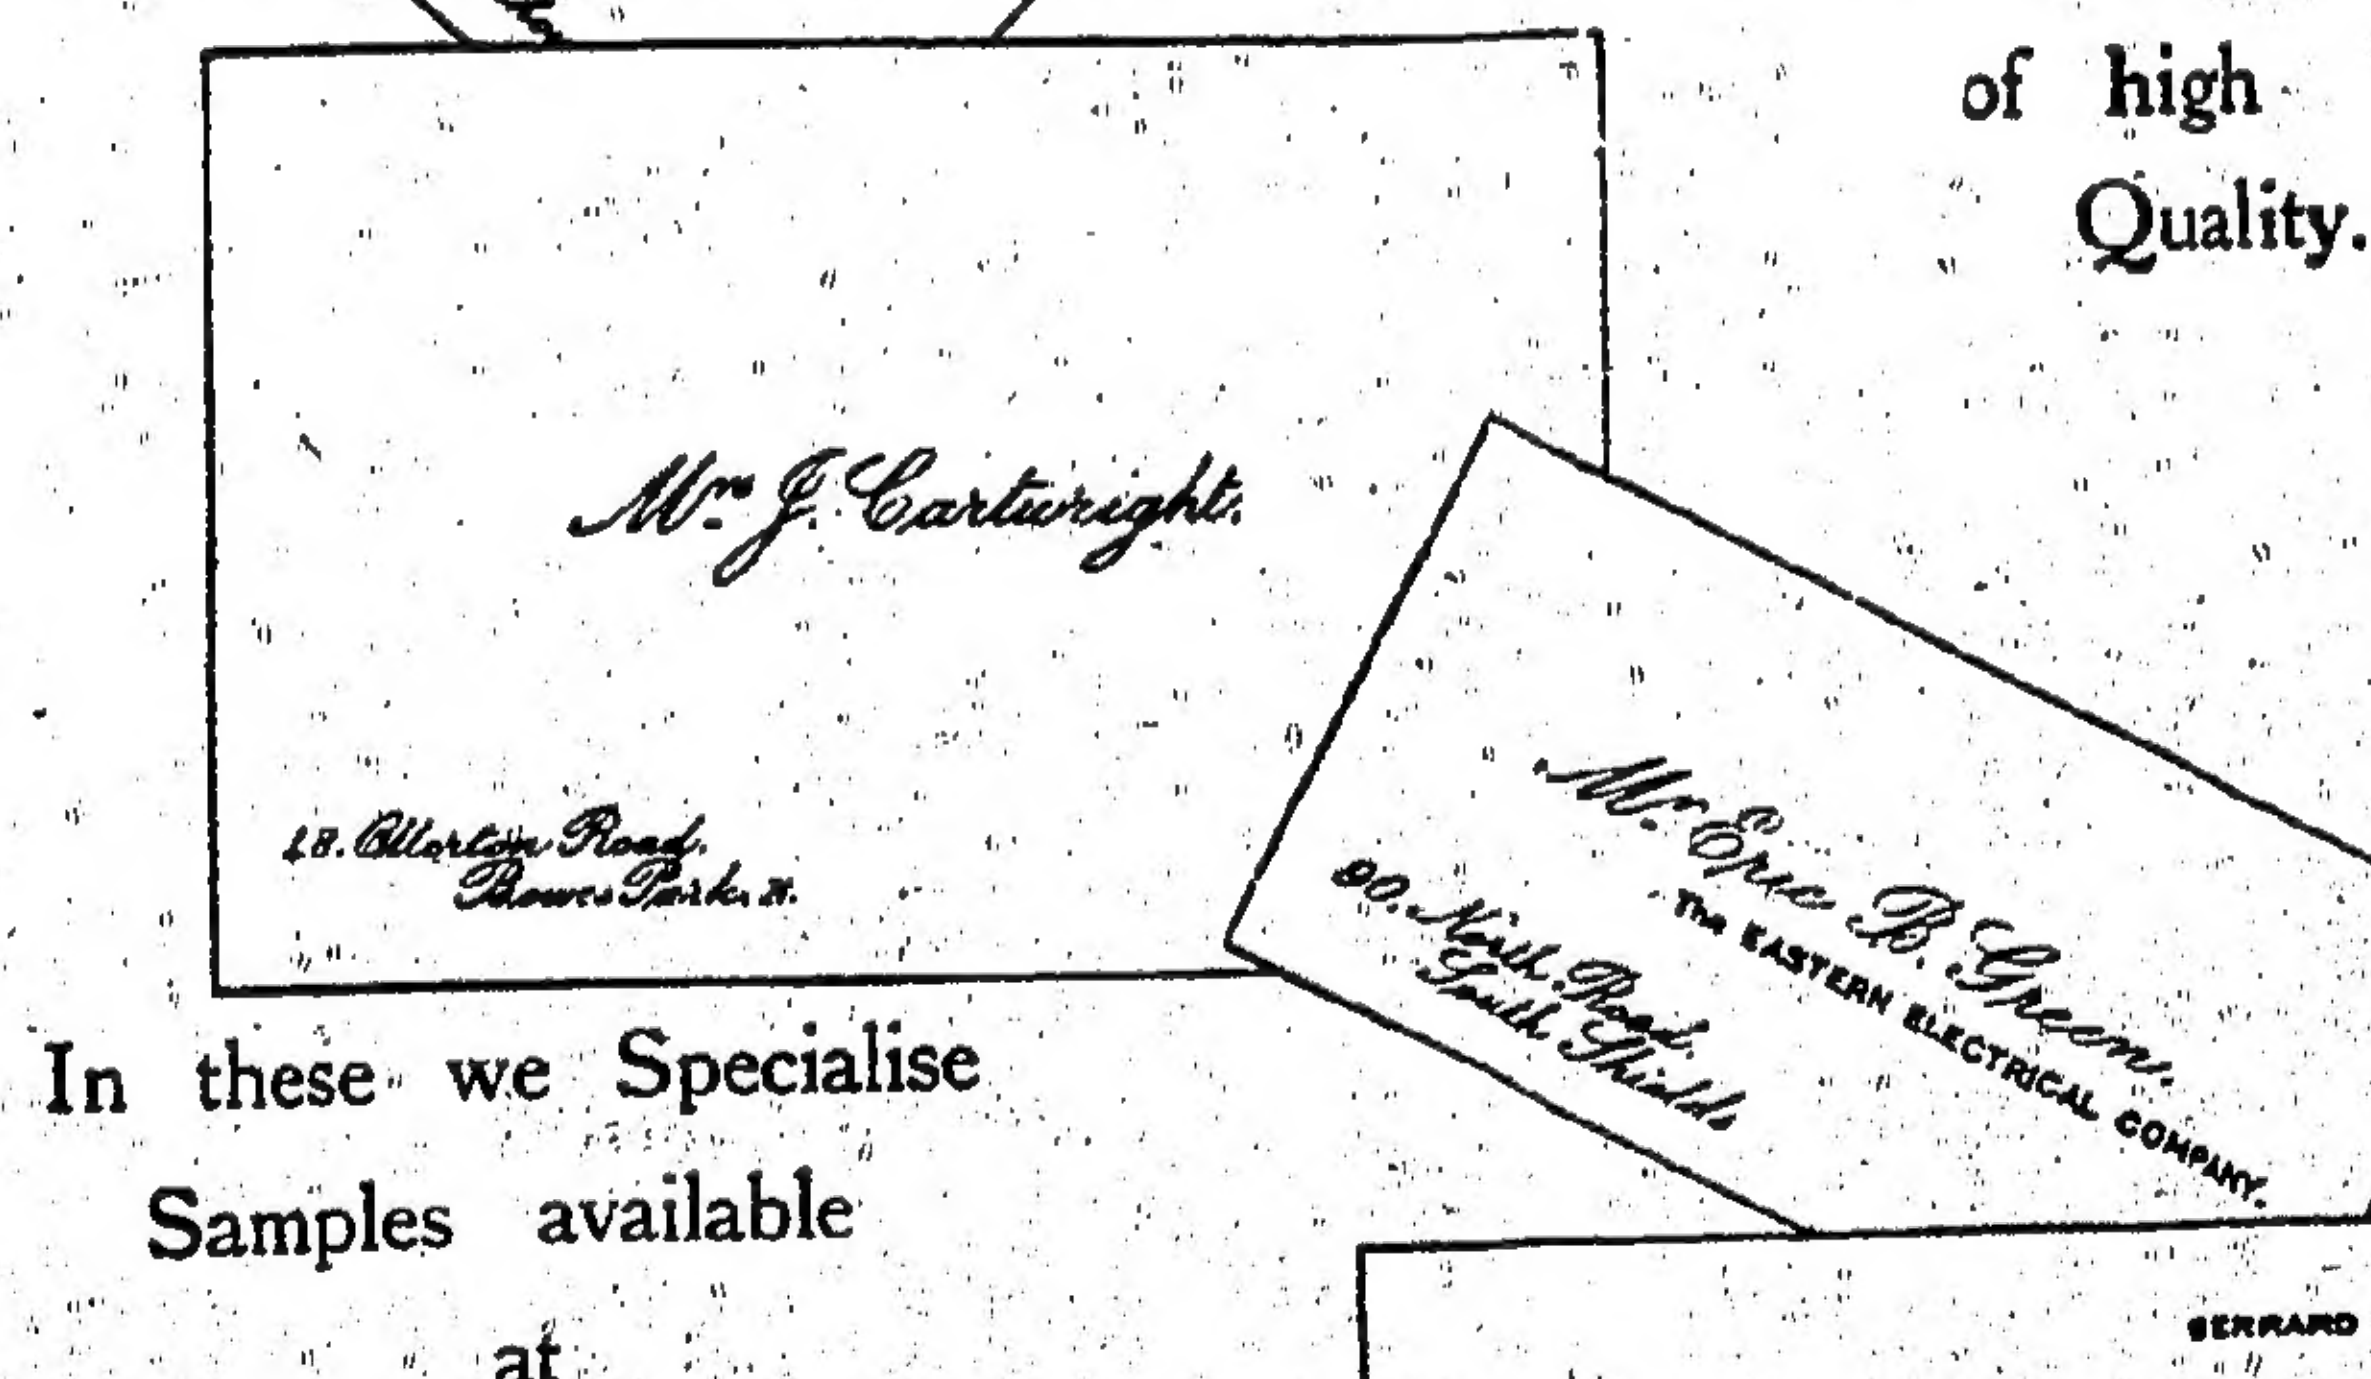 of high
Quality.
Mr J. Cartwright.
18. Ollerton Road.
Bowes Park. N.
Mr Eric B. Green.
The EASTERN ELECTRICAL COMPANY.
90. North Road.
South Shields
In these we Specialise
Samples available
at
GERRARD